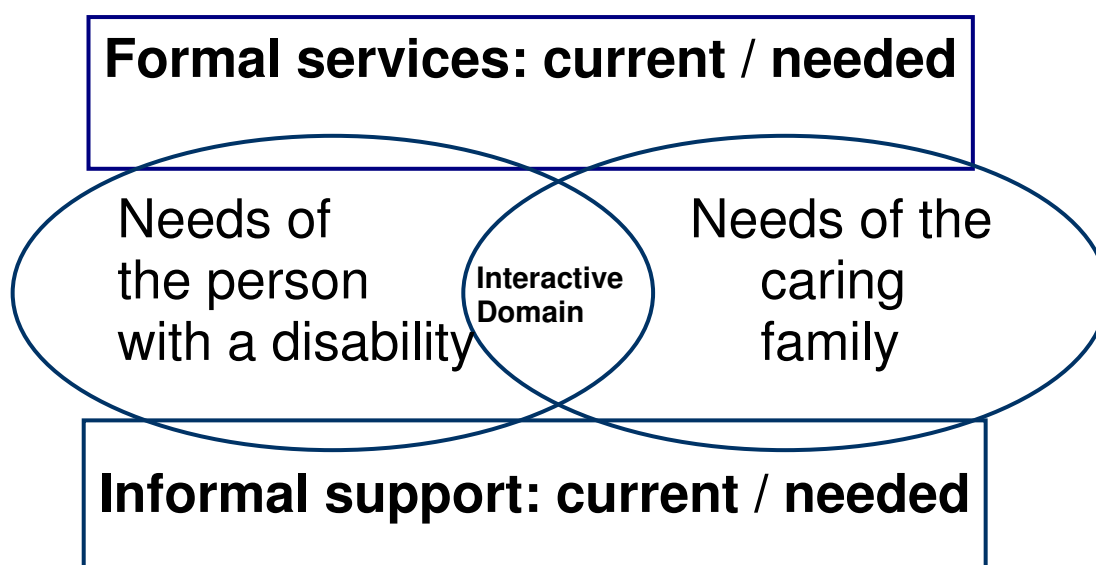 Formal services: current / needed
Needs of
the person
with a disability
Interactive
Domain
Needs of the
caring
family
Informal support: current / needed